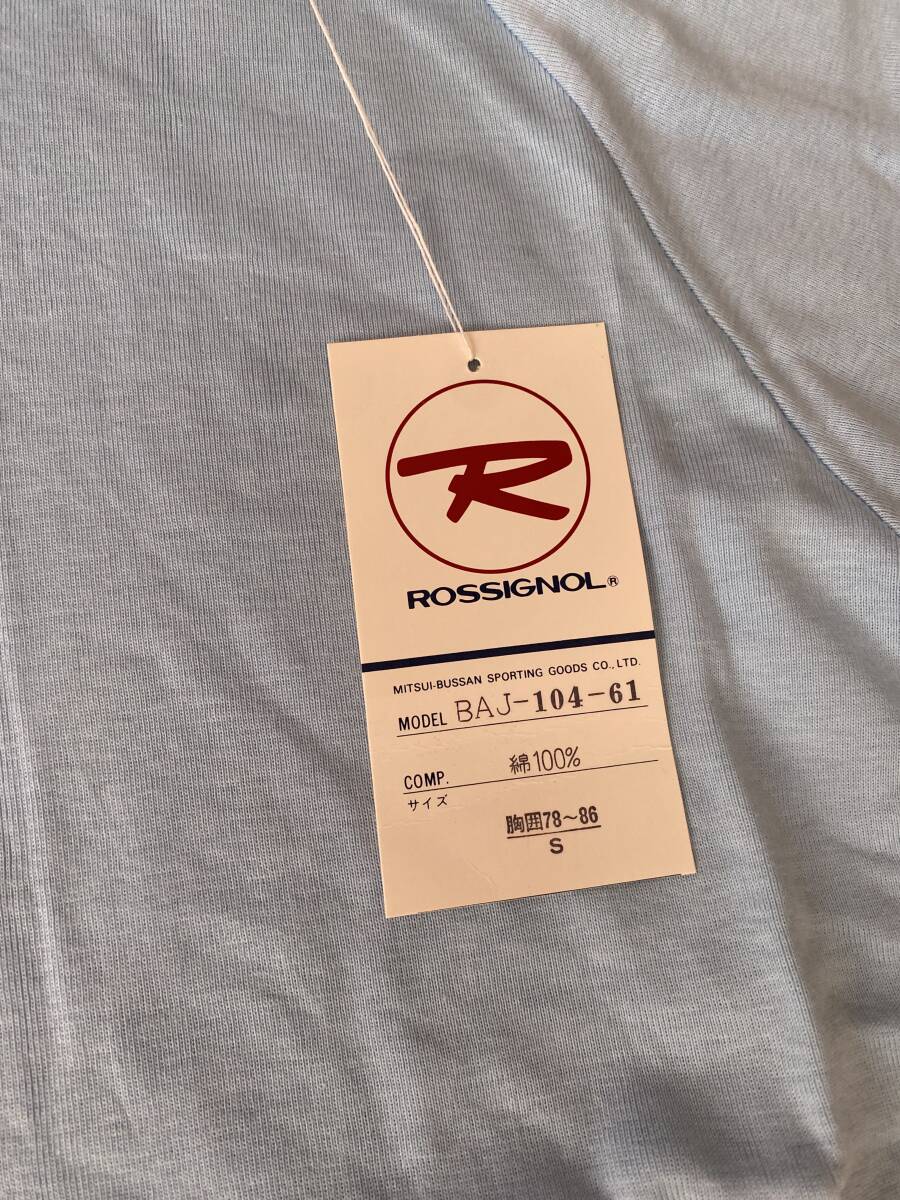 R
ROSSIGNOL®
MITSUI-BUSSAN SPORTING GOODS CO., LTD.
MODEL BAJ-104-61
COMP. 綿100%
サイズ
胸囲78~86
S